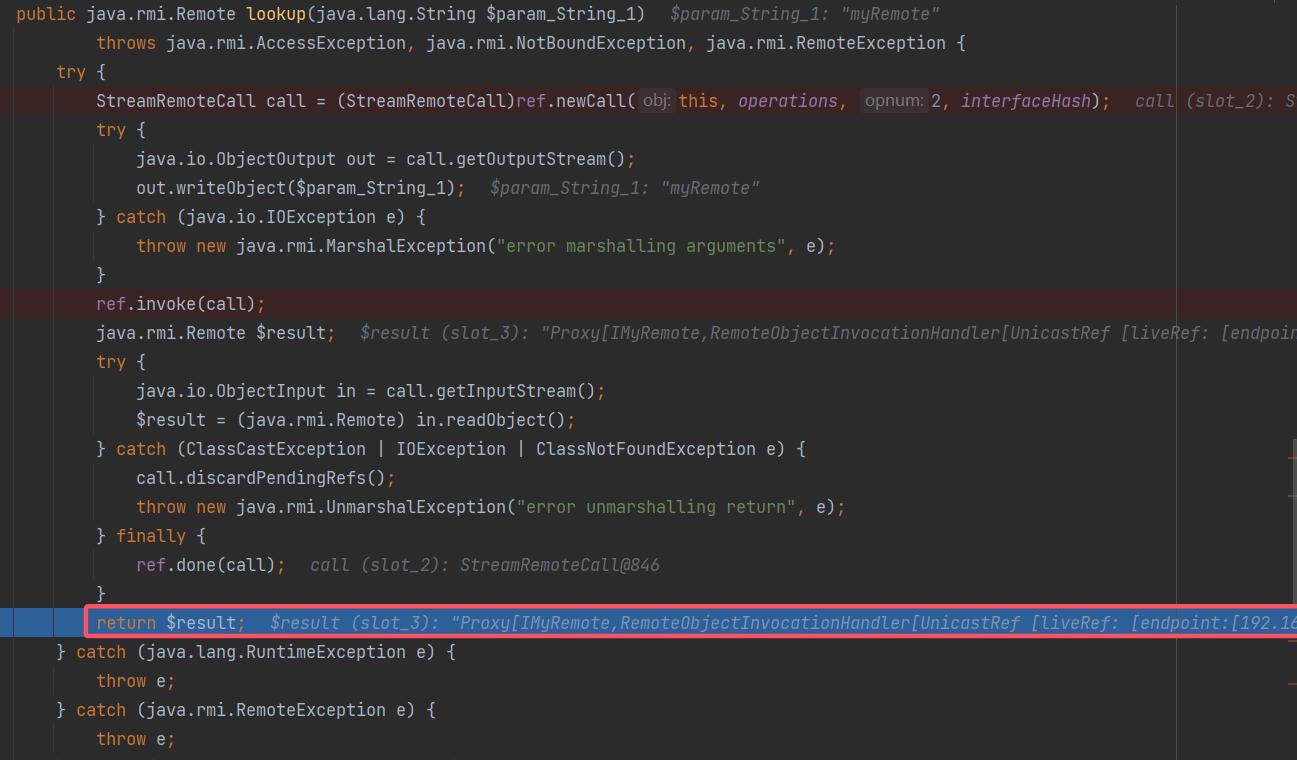 public java.rmi.Remote lookup(java.lang.String $param_String_1)  $param_String_1: "myRemote"
        throws java.rmi.AccessException, java.rmi.NotBoundException, java.rmi.RemoteException {
    try {
        StreamRemoteCall call = (StreamRemoteCall)ref.newCall( obj: this, operations,  opnum: 2, interfaceHash);  call (slot_2): S
        try {
            java.io.ObjectOutput out = call.getOutputStream();
            out.writeObject($param_String_1);  $param_String_1: "myRemote"
        } catch (java.io.IOException e) {
            throw new java.rmi.MarshalException("error marshalling arguments", e);
        }
        ref.invoke(call);
        java.rmi.Remote $result;  $result (slot_3): "Proxy[IMyRemote,RemoteObjectInvocationHandler[UnicastRef [liveRef: [endpoin
        try {
            java.io.ObjectInput in = call.getInputStream();
            $result = (java.rmi.Remote) in.readObject();
        } catch (ClassCastException | IOException | ClassNotFoundException e) {
            call.discardPendingRefs();
            throw new java.rmi.UnmarshalException("error unmarshalling return", e);
        } finally {
            ref.done(call);  call (slot_2): StreamRemoteCall@846
        }
        return $result;  $result (slot_3): "Proxy[IMyRemote,RemoteObjectInvocationHandler[UnicastRef [liveRef: [endpoint:[192.16
    } catch (java.lang.RuntimeException e) {
        throw e;
    } catch (java.rmi.RemoteException e) {
        throw e;